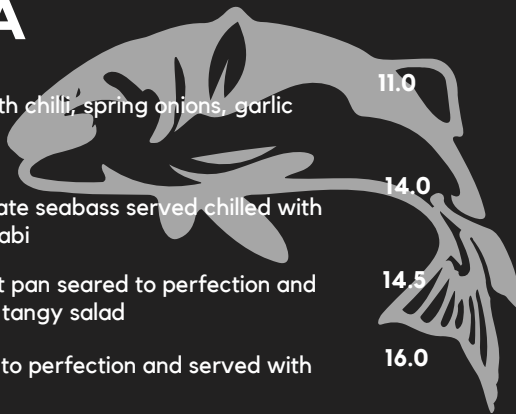 A
11.0
th chilli, spring onions, garlic
14.0
ate seabass served chilled with
abi
14.5
t pan seared to perfection and
tangy salad
16.0
to perfection and served with